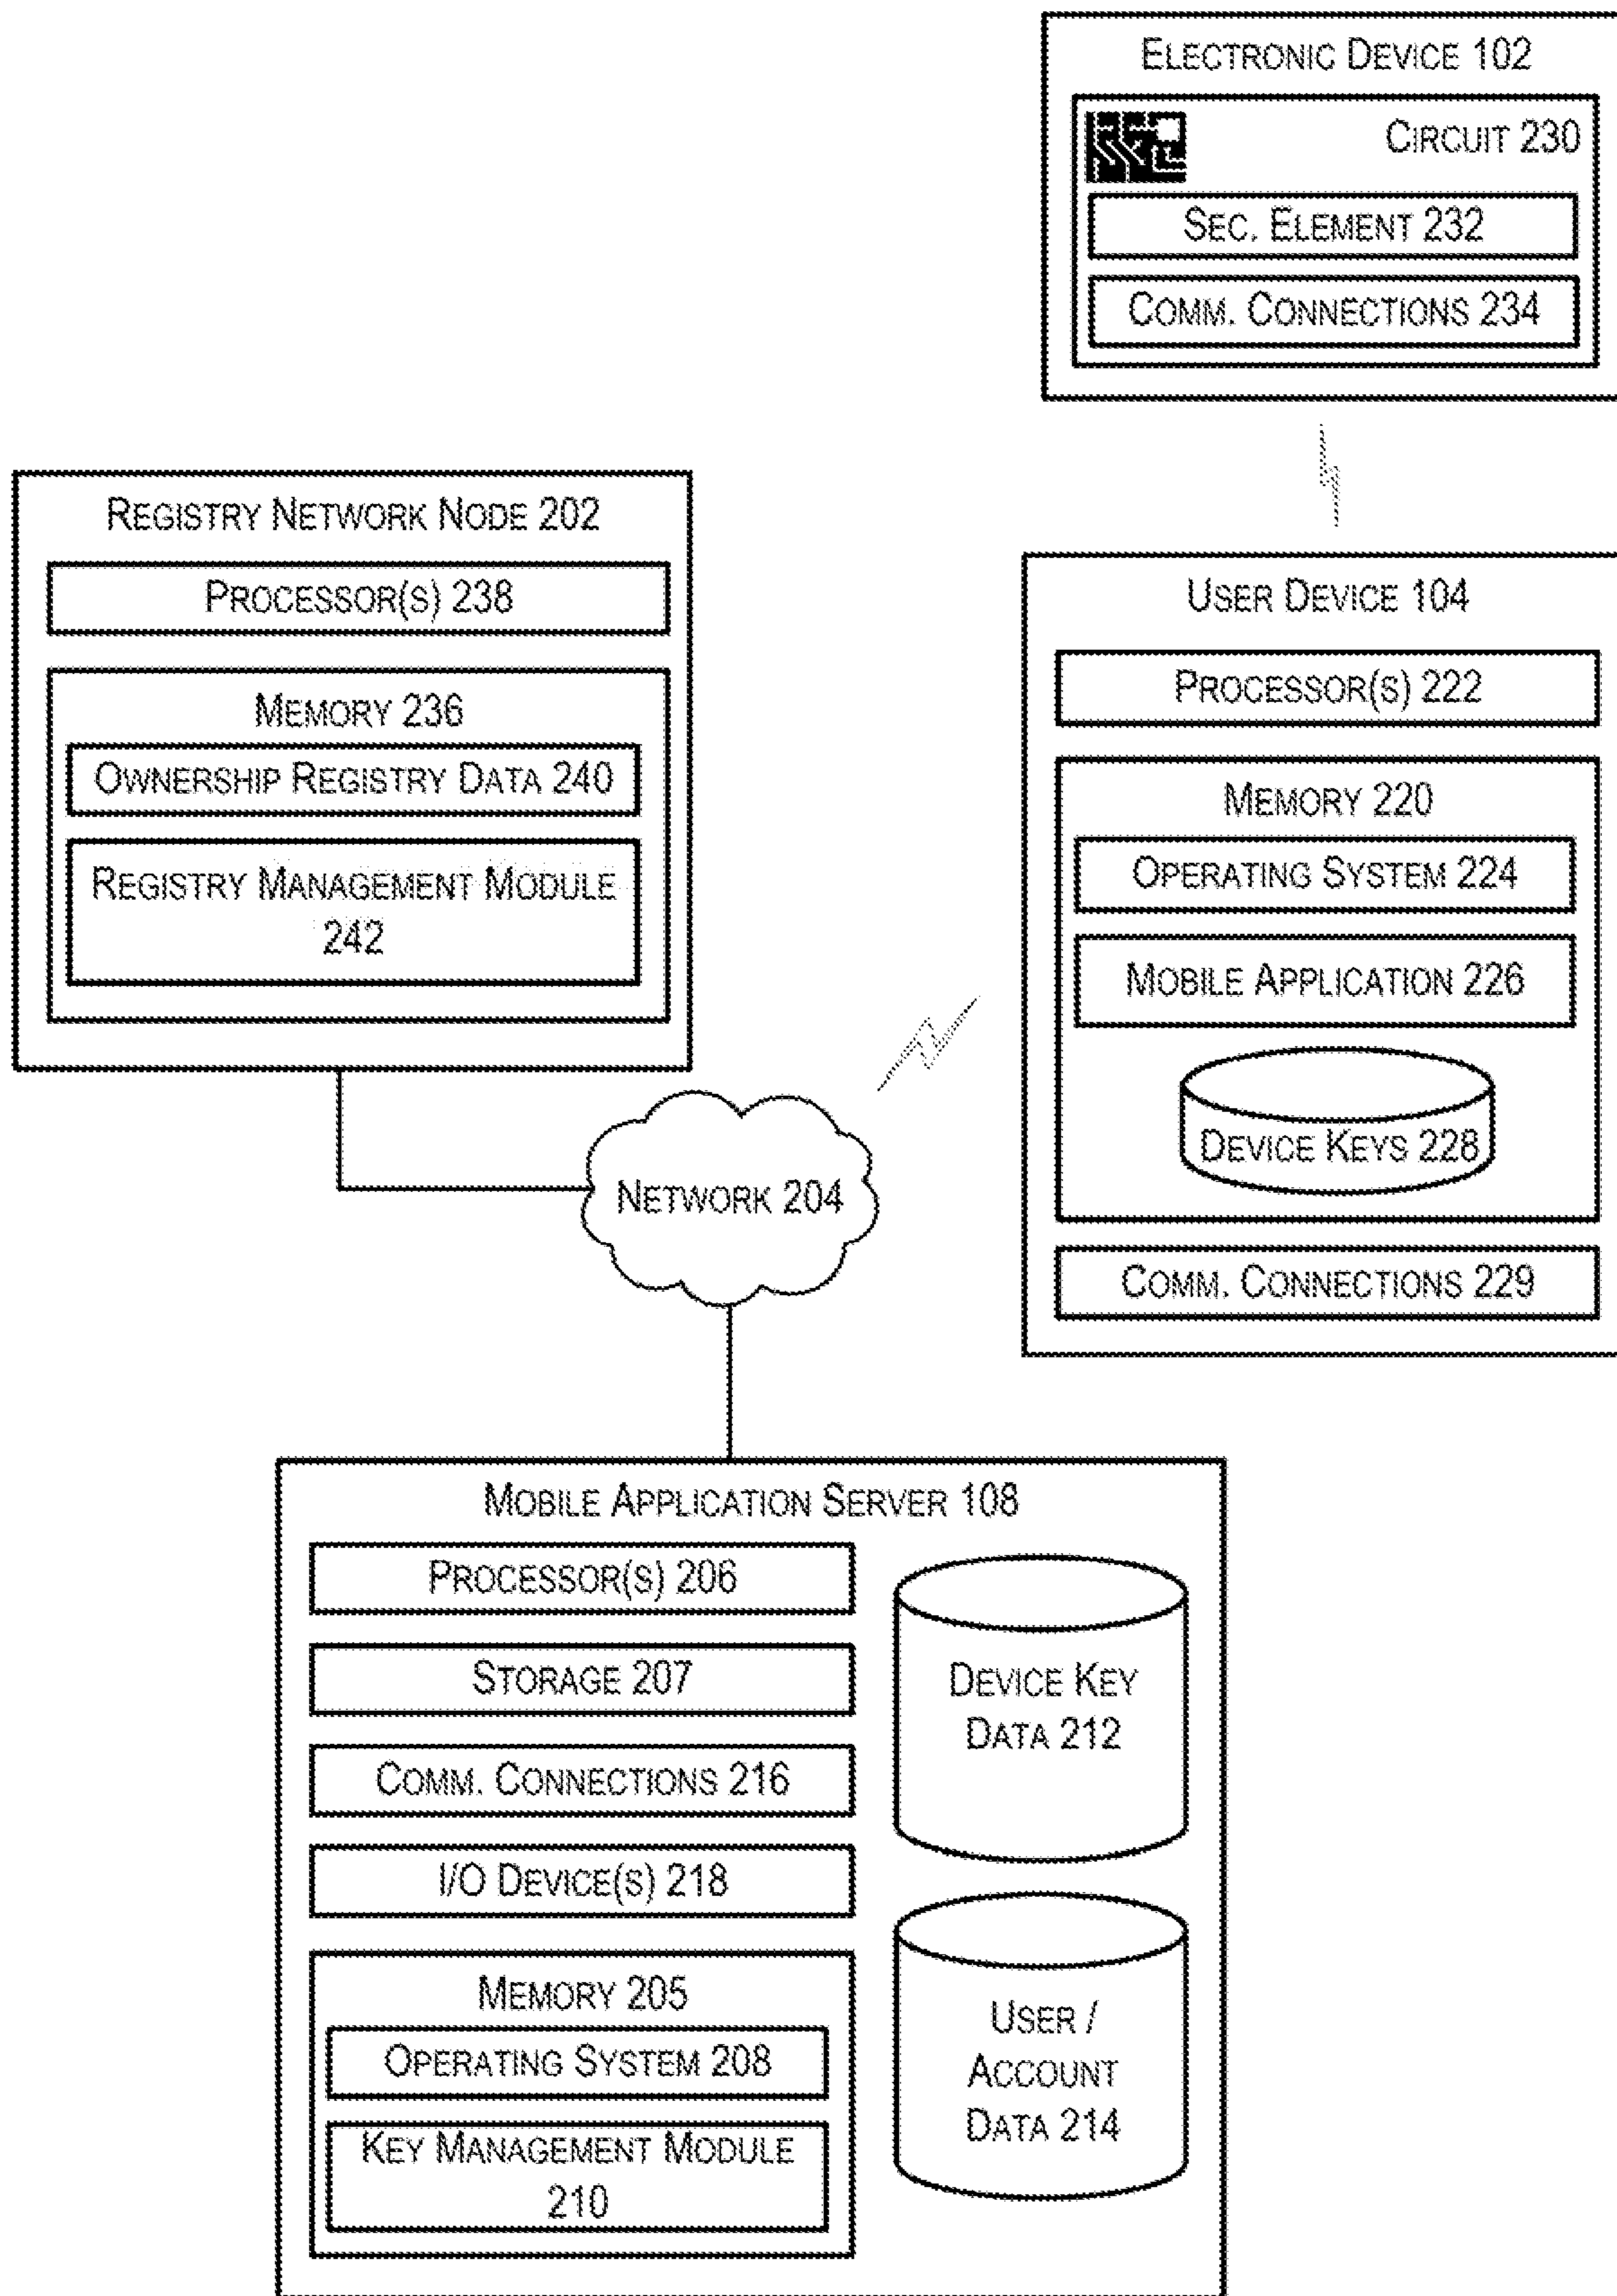 ELECTRONIC DEVICE 102
CIRCUIT 230
SEC. ELEMENT 232
COMM. CONNECTIONS 234
REGISTRY NETWORK NODE 202
PROCESSOR(S) 238
MEMORY 236
OWNERSHIP REGISTRY DATA 240
REGISTRY MANAGEMENT MODULE
242
USER DEVICE 104
PROCESSOR(S) 222
MEMORY 220
OPERATING SYSTEM 224
MOBILE APPLICATION 226
DEVICE KEYS 228
COMM. CONNECTIONS 229
NETWORK 204
MOBILE APPLICATION SERVER 108
PROCESSOR(S) 206
STORAGE 207
COMM. CONNECTIONS 216
I/O DEVICE(S) 218
MEMORY 205
OPERATING SYSTEM 208
KEY MANAGEMENT MODULE
210
DEVICE KEY
DATA 212
USER /
ACCOUNT
DATA 214